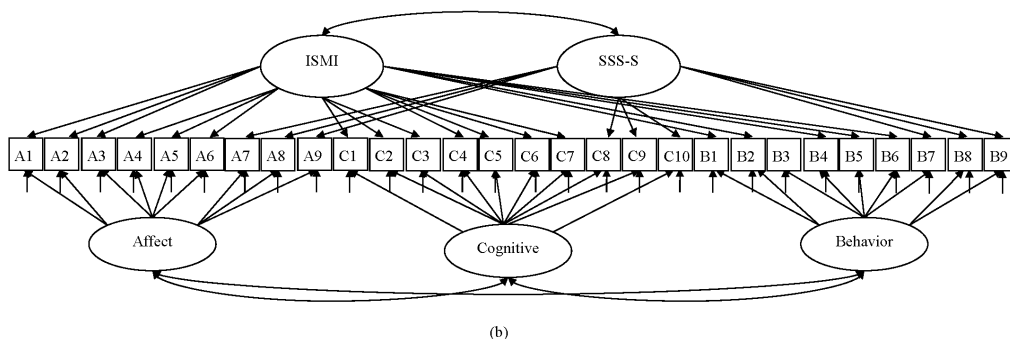 ISMI SSS-S
A1 A2 A3 A4 A5 A6 A7 A8 A9 C1 C2 C3 C4 C5 C6 C7 C8 C9 C10 B1 B2 B3 B4 B5 B6 B7 B8 B9
Affect Cognitive Behavior
(b)